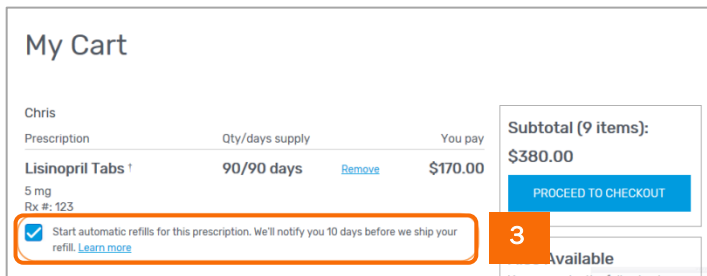 My Cart
Chris
Prescription Qty/days supply You pay
Lisinopril Tabs † 90/90 days Remove $170.00
5 mg
Rx #: 123
Start automatic refills for this prescription. We'll notify you 10 days before we ship your
refill. Learn more
3
Subtotal (9 items):
$380.00
PROCEED TO CHECKOUT
Available